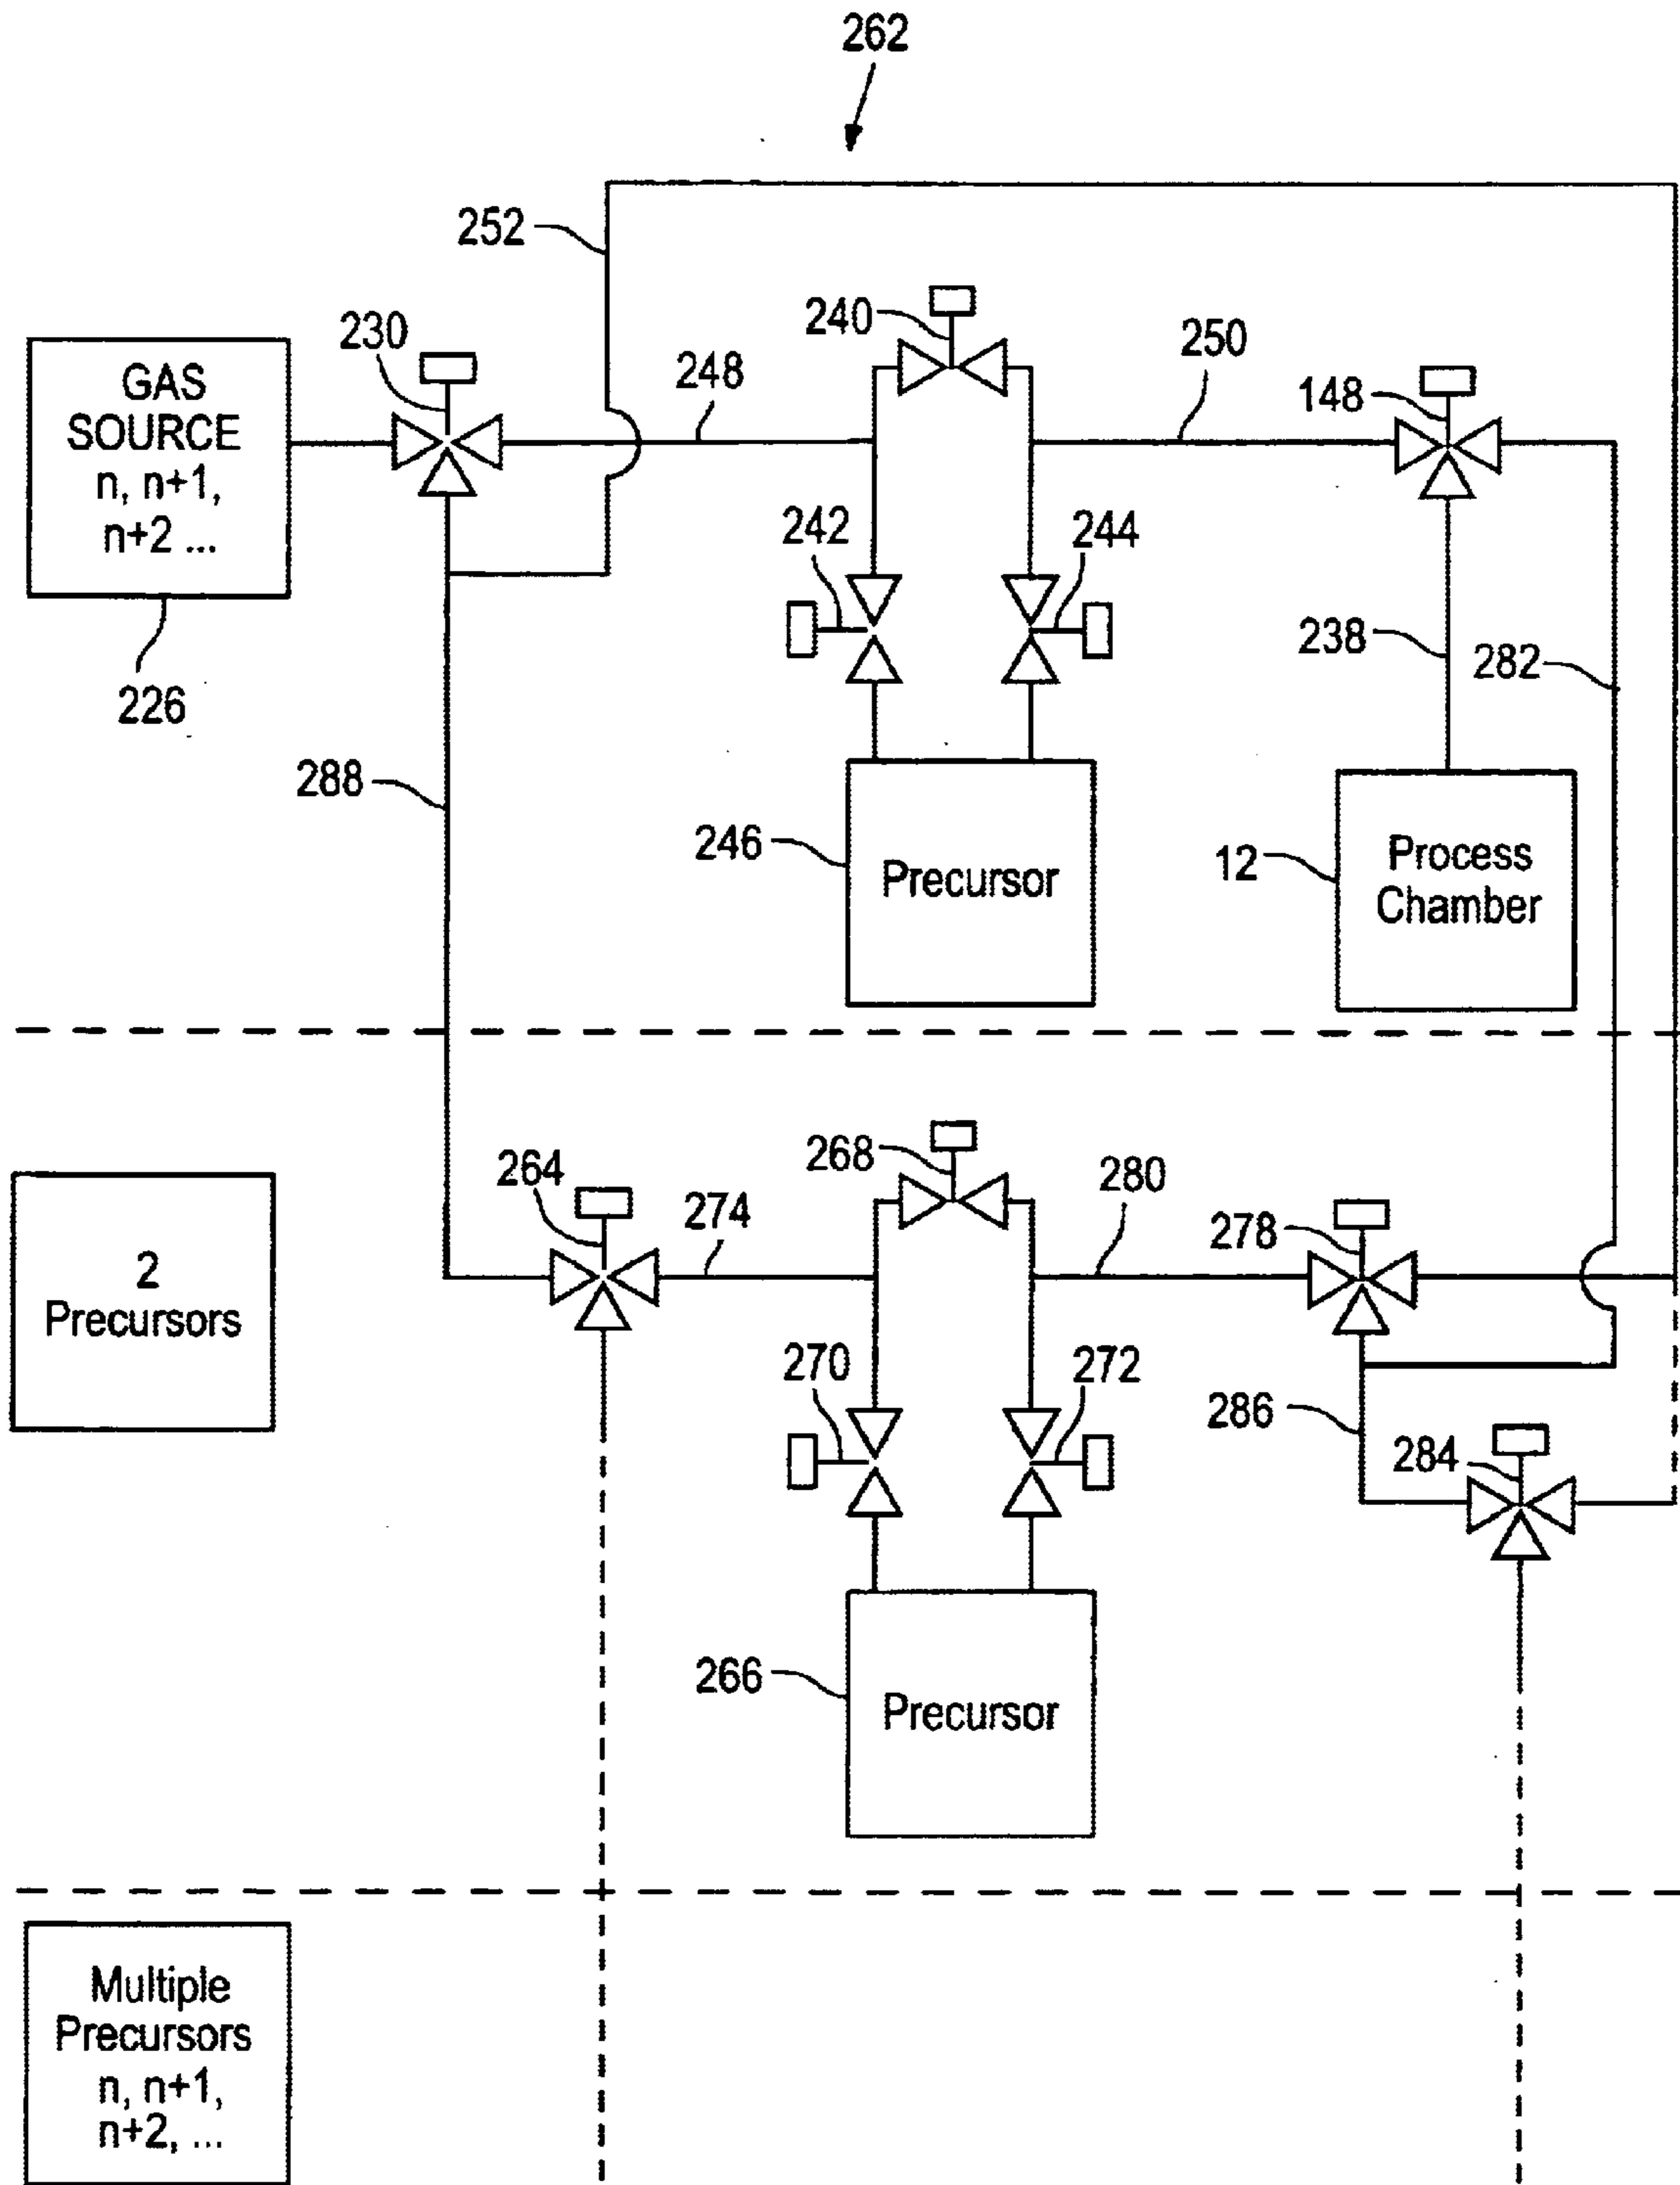 262
252
240
230
250
148
248
GAS
SOURCE
n, n+1,
n+2 ...
242
244
238
282
226
288
246
Precursor
12
Process
Chamber
268
264
280
274
278
2
Precursors
270
272
286
284
266
Precursor
Multiple
Precursors
n, n+1,
n+2, ...